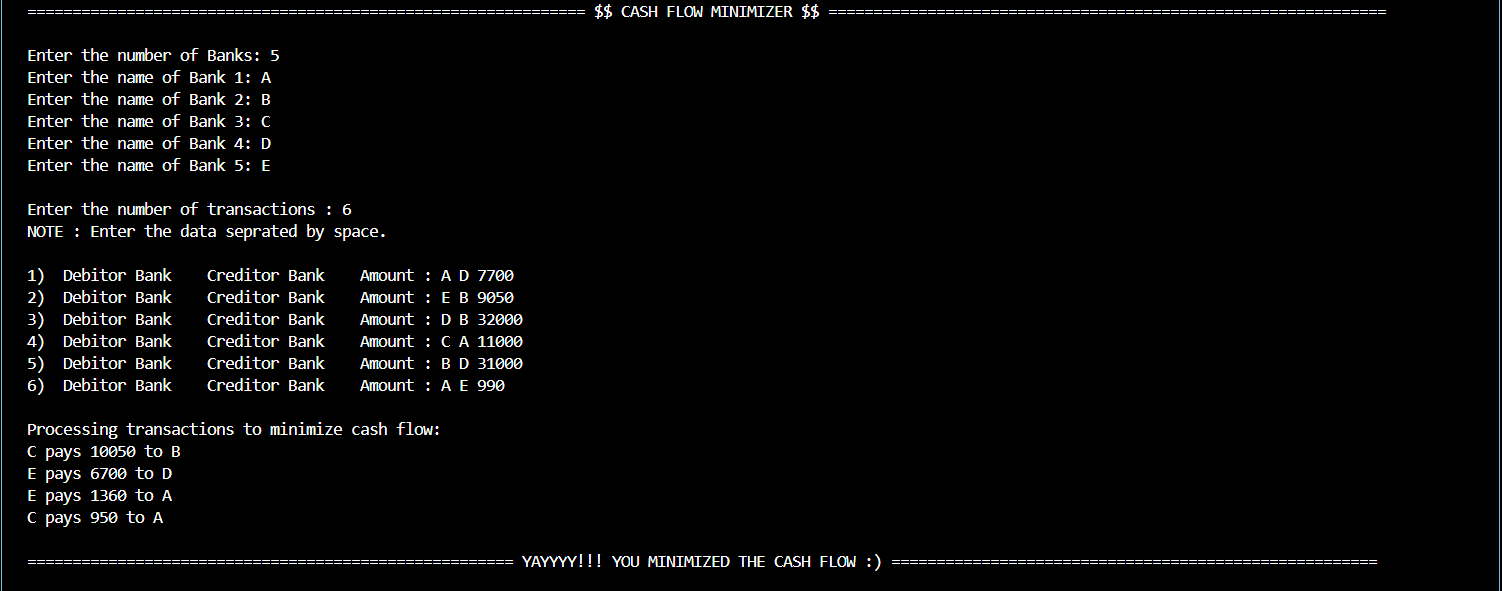 ============================================================== $$ CASH FLOW MINIMIZER $$ ==============================================================
Enter the number of Banks: 5
Enter the name of Bank 1: A
Enter the name of Bank 2: B
Enter the name of Bank 3: C
Enter the name of Bank 4: D
Enter the name of Bank 5: E
Enter the number of transactions : 6
NOTE : Enter the data seprated by space.
1)  Debitor Bank    Creditor Bank    Amount : A D 7700
2)  Debitor Bank    Creditor Bank    Amount : E B 9050
3)  Debitor Bank    Creditor Bank    Amount : D B 32000
4)  Debitor Bank    Creditor Bank    Amount : C A 11000
5)  Debitor Bank    Creditor Bank    Amount : B D 31000
6)  Debitor Bank    Creditor Bank    Amount : A E 990
Processing transactions to minimize cash flow:
C pays 10050 to B
E pays 6700 to D
E pays 1360 to A
C pays 950 to A
====================================================== YAYYYY!!! YOU MINIMIZED THE CASH FLOW :) ======================================================